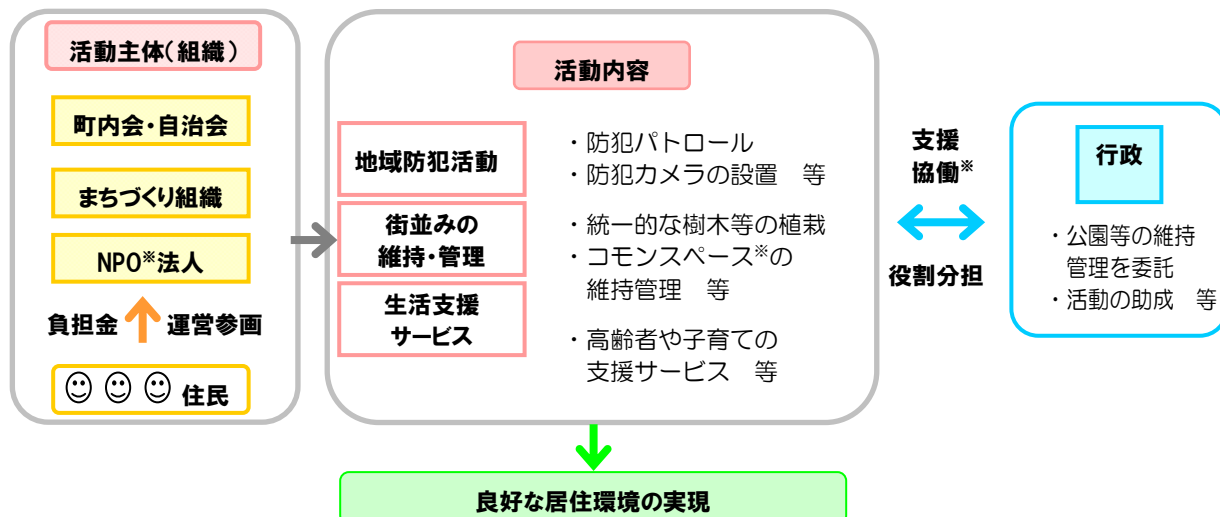 活動主体(組織)
町内会・自治会
まちづくり組織
NPO※法人
負担金 運営参画
住民
活動内容
地域防犯活動
・防犯パトロール
・防犯カメラの設置 等
街並みの
維持・管理
・統一的な樹木等の植栽
・コモンスペース※の
維持管理 等
生活支援
サービス
・高齢者や子育ての
支援サービス 等
支援
協働※
役割分担
行政
・公園等の維持
管理を委託
・活動の助成 等
良好な居住環境の実現